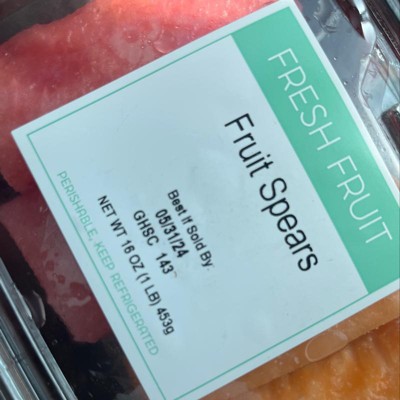 FRESH FRUIT
Fruit Spears
Best If Sold By:
05/31/24
GHSC 143
NET WT 16 OZ (1 LB) 453g
PERISHABLE, KEEP REFRIGERATED